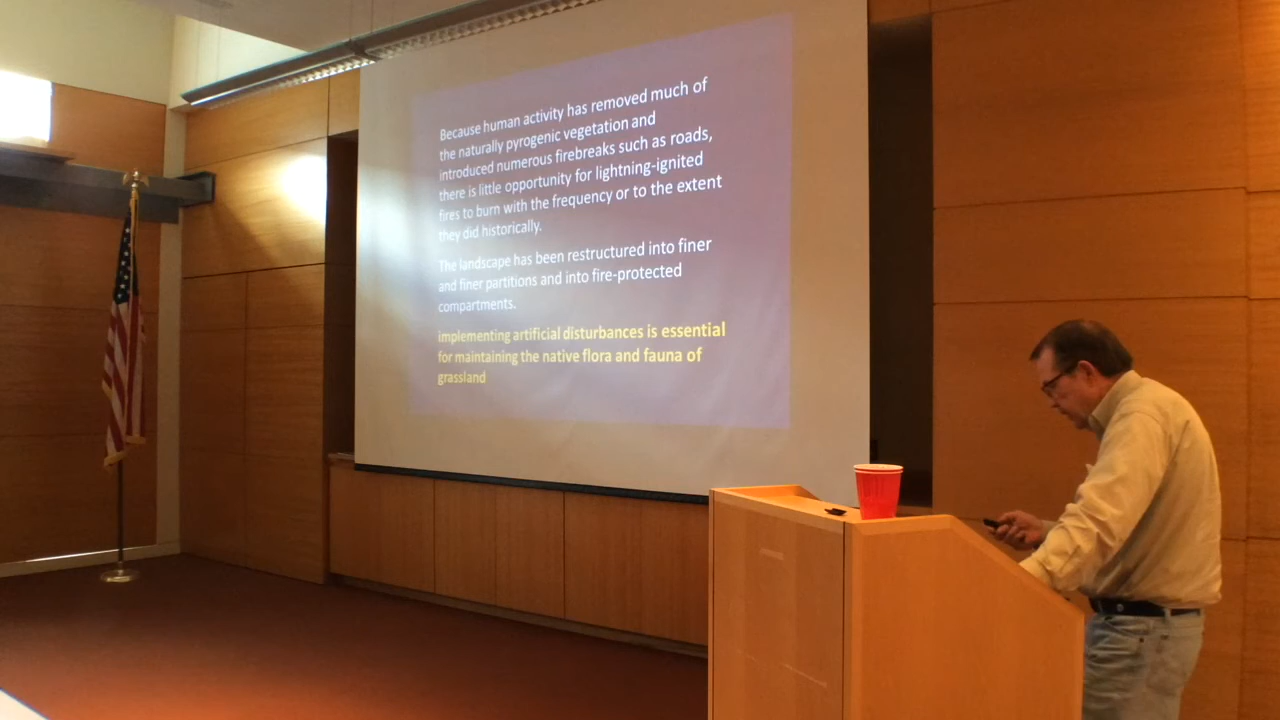 Because human activity has removed much of
the naturally pyrogenic vegetation and
introduced numerous firebreaks such as roads,
there is little opportunity for lightning-ignited
fires to burn with the frequency or to the extent
they did historically.
The landscape has been restructured into finer
and finer partitions and into fire-protected
compartments.
implementing artificial disturbances is essential
for maintaining the native flora and fauna of
grassland